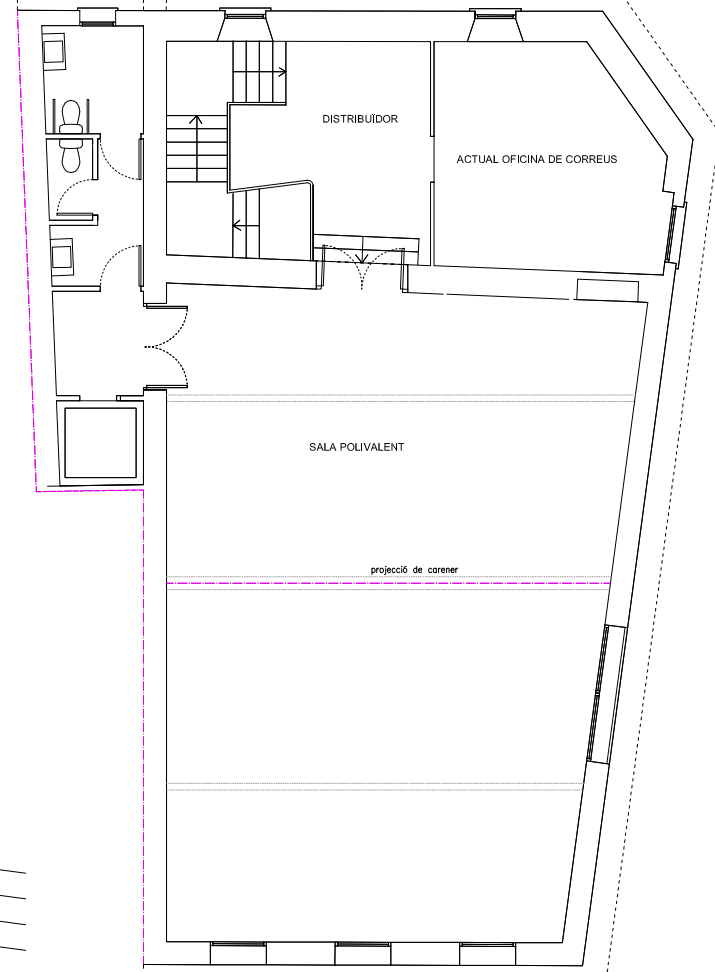 DISTRIBUÏDOR
ACTUAL OFICINA DE CORREUS
SALA POLIVALENT
projecció de carener